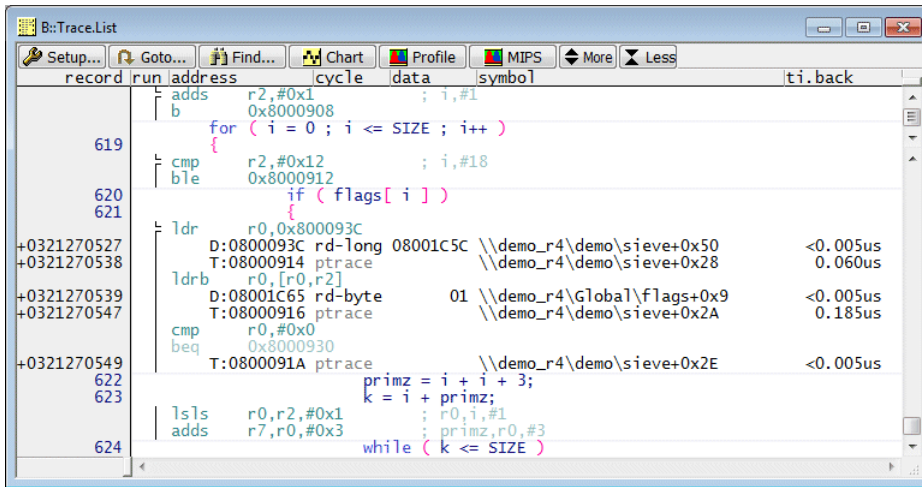 B::Trace.List
Setup... Goto... Find... Chart Profile MIPS More Less
record run address cycle data symbol ti.back
adds r2,#0x1 ; i,#1
b 0x8000908
for ( i = 0 ; i <= SIZE ; i++ )
619 {
cmp r2,#0x12 ; i,#18
ble 0x8000912
620 if ( flags[ i ] )
621 {
ldr r0,0x800093C
+0321270527 D:0800093C rd-long 08001C5C \\demo_r4\demo\sieve+0x50 <0.005us
+0321270538 T:08000914 ptrace \\demo_r4\demo\sieve+0x28 0.060us
ldrb r0,[r0,r2]
+0321270539 D:08001C65 rd-byte 01 \\demo_r4\Global\flags+0x9 <0.005us
+0321270547 T:08000916 ptrace \\demo_r4\demo\sieve+0x2A 0.185us
cmp r0,#0x0
beq 0x8000930
+0321270549 T:0800091A ptrace \\demo_r4\demo\sieve+0x2E <0.005us
622 primz = i + i + 3;
623 k = i + primz;
lsls r0,r2,#0x1 ; r0,i,#1
adds r7,r0,#0x3 ; primz,r0,#3
624 while ( k <= SIZE )